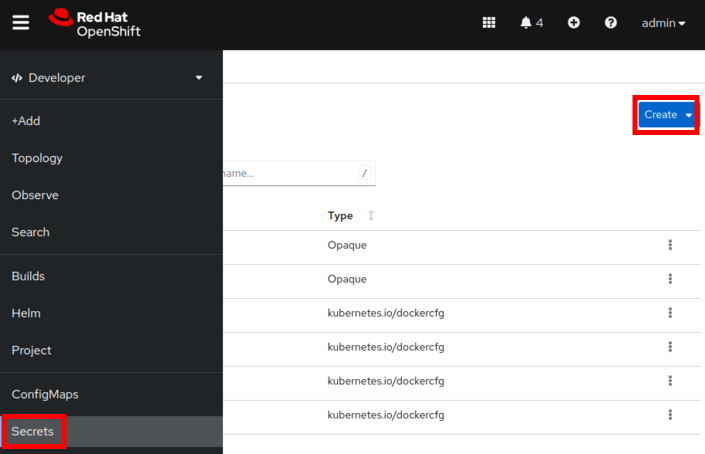 Red Hat
OpenShift
4
admin
Developer
+Add
Topology
Observe
Search
Builds
Helm
Project
ConfigMaps
Secrets
Create
name...
/
Type
Opaque
Opaque
kubernetes.io/dockercfg
kubernetes.io/dockercfg
kubernetes.io/dockercfg
kubernetes.io/dockercfg